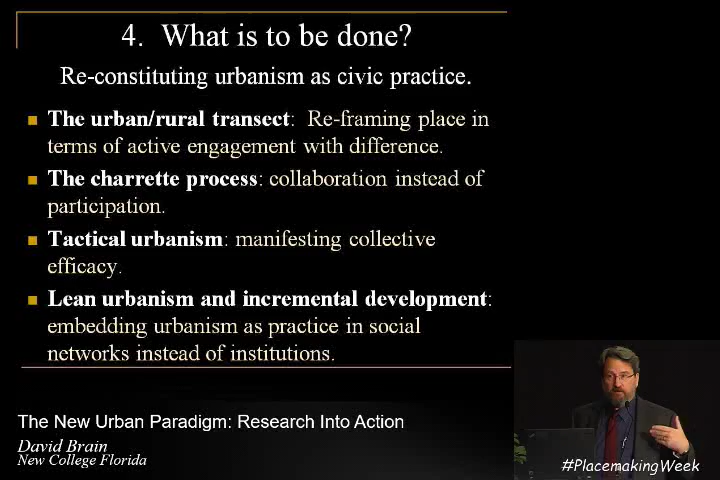 4. What is to be done?
Re-constituting urbanism as civic practice.
The urban/rural transect: Re-framing place in
terms of active engagement with difference.
The charrette process: collaboration instead of
participation.
Tactical urbanism: manifesting collective
efficacy.
Lean urbanism and incremental development:
embedding urbanism as practice in social
networks instead of institutions.
The New Urban Paradigm: Research Into Action
David Brain
New College Florida
#PlacemakingWeek